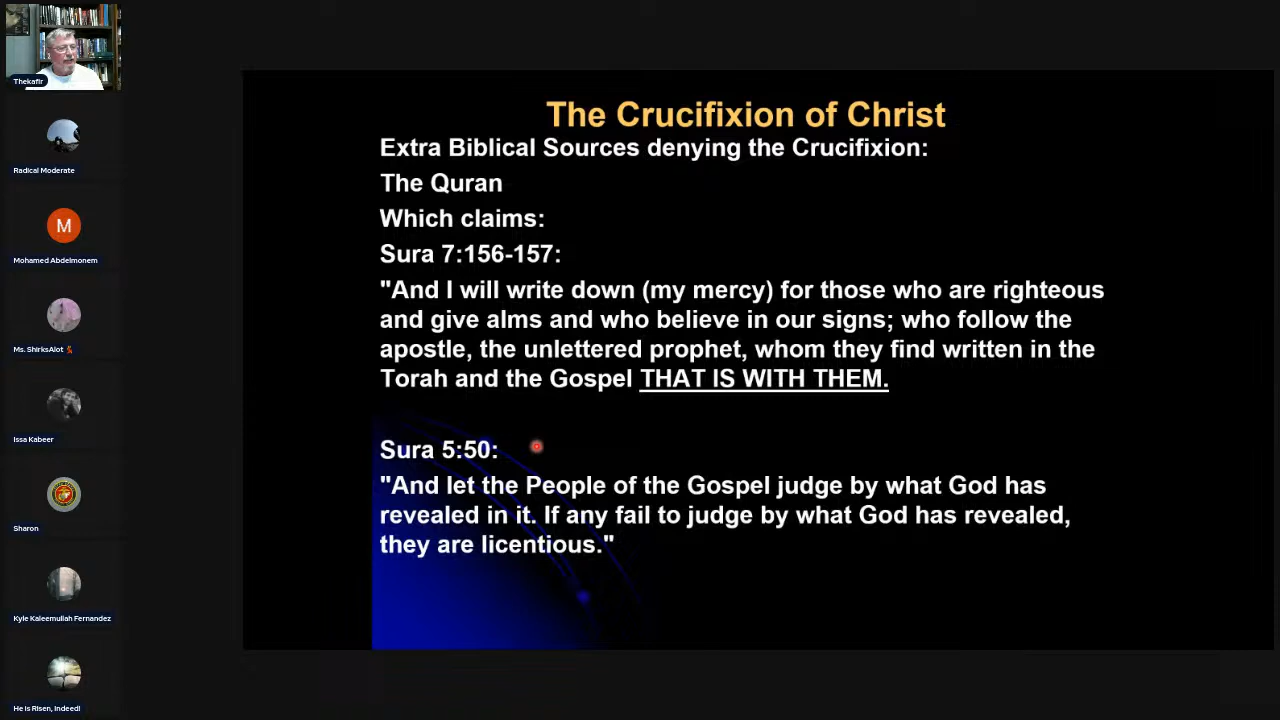 Thekafir
Radical Moderate
M
Mohamed Abdelmonem
Ms. ShirksAlot
Issa Kabeer
Sharon
Kyle Kaleemullah Fernandez
He is Risen, Indeed!
The Crucifixion of Christ
Extra Biblical Sources denying the Crucifixion:
The Quran
Which claims:
Sura 7:156-157:
"And I will write down (my mercy) for those who are righteous
and give alms and who believe in our signs; who follow the
apostle, the unlettered prophet, whom they find written in the
Torah and the Gospel THAT IS WITH THEM.
Sura 5:50:
"And let the People of the Gospel judge by what God has
revealed in it. If any fail to judge by what God has revealed,
they are licentious."